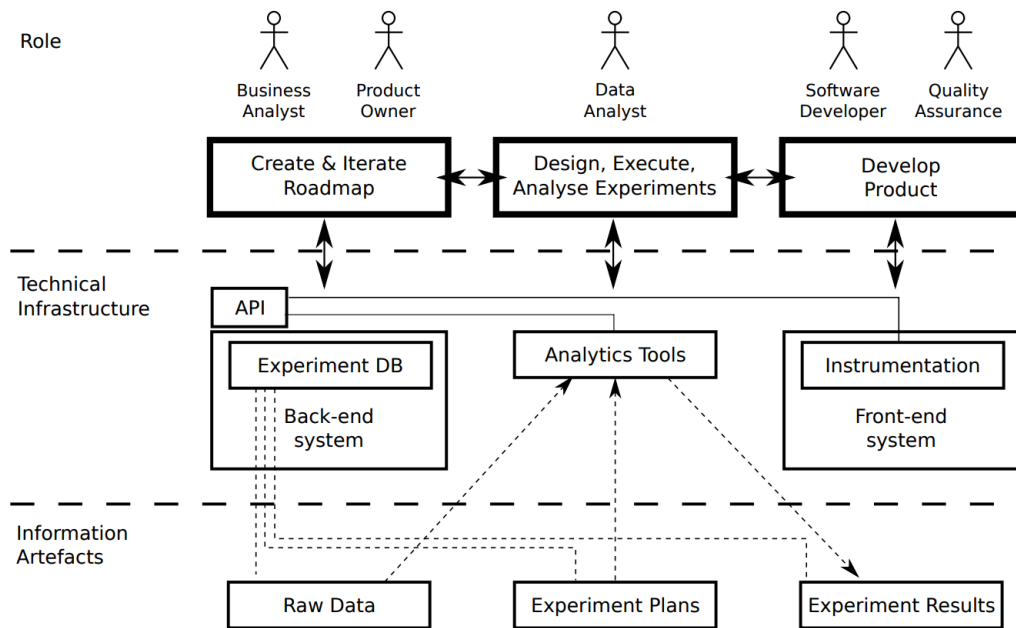 Role
Business
Analyst
Product
Owner
Data
Analyst
Software
Developer
Quality
Assurance
Create & Iterate
Roadmap
Design, Execute,
Analyse Experiments
Develop
Product
Technical
Infrastructure
API
Experiment DB
Back-end
system
Analytics Tools
Instrumentation
Front-end
system
Information
Artefacts
Raw Data
Experiment Plans
Experiment Results